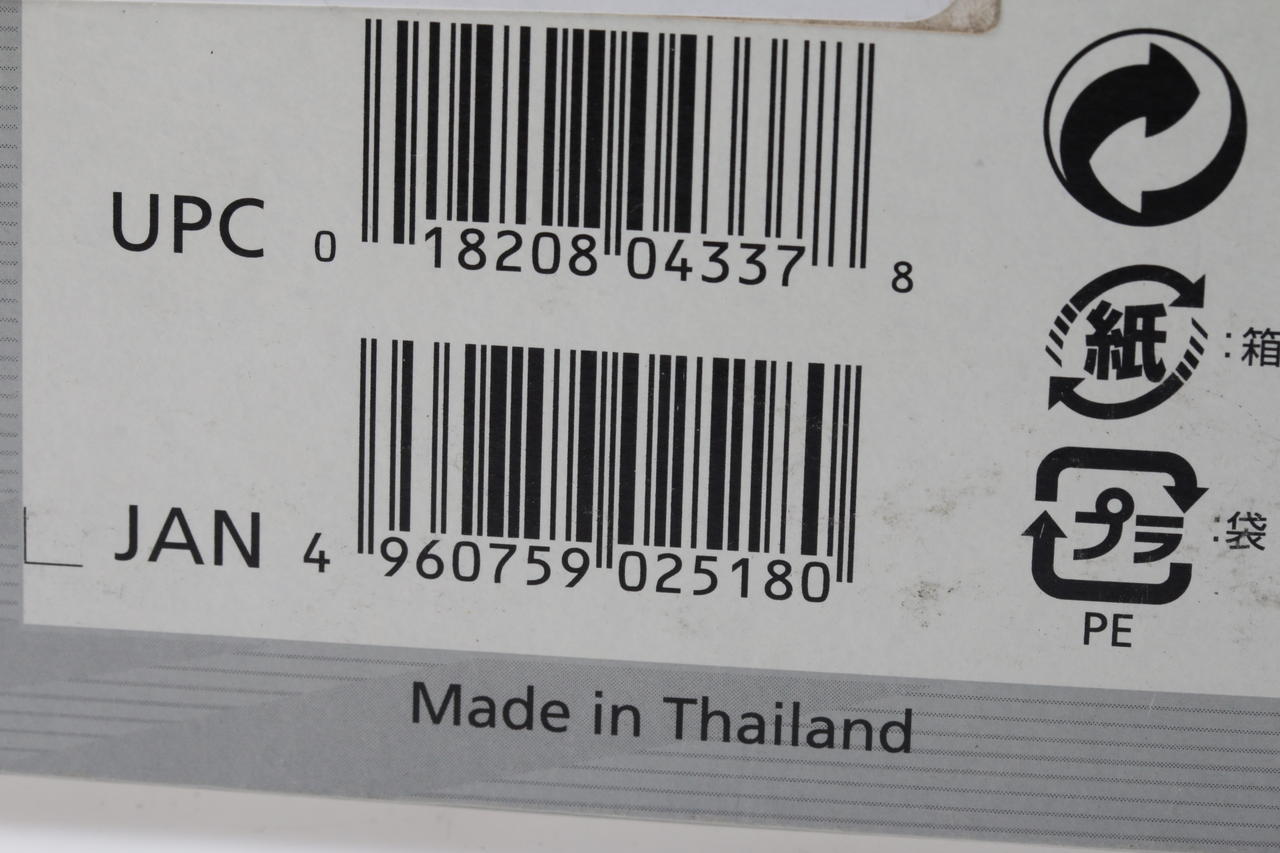 UPC 0 18208 04337 8
紙 :箱
JAN 4 960759 025180
プラ :袋
PE
Made in Thailand